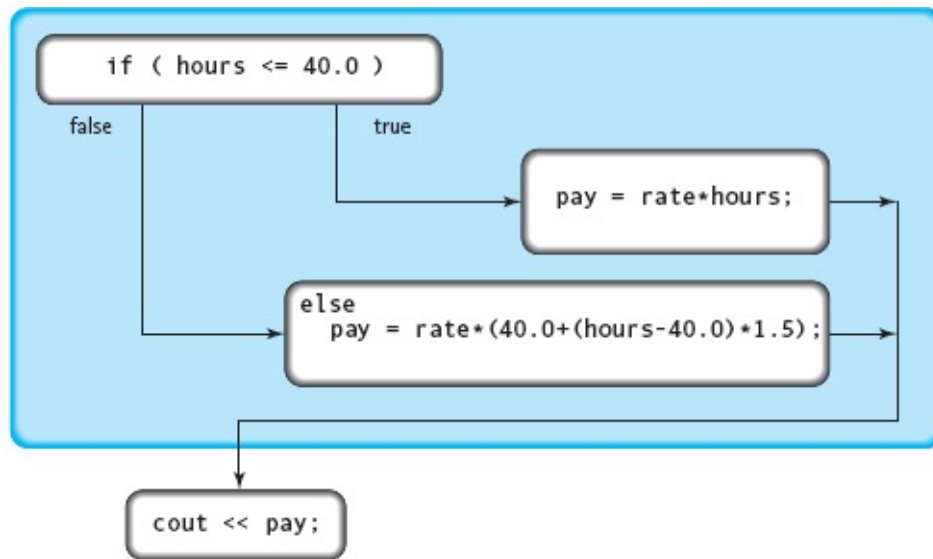 if ( hours <= 40.0 )
false
true
pay = rate*hours;
else
pay = rate*(40.0+(hours-40.0)*1.5);
cout << pay;